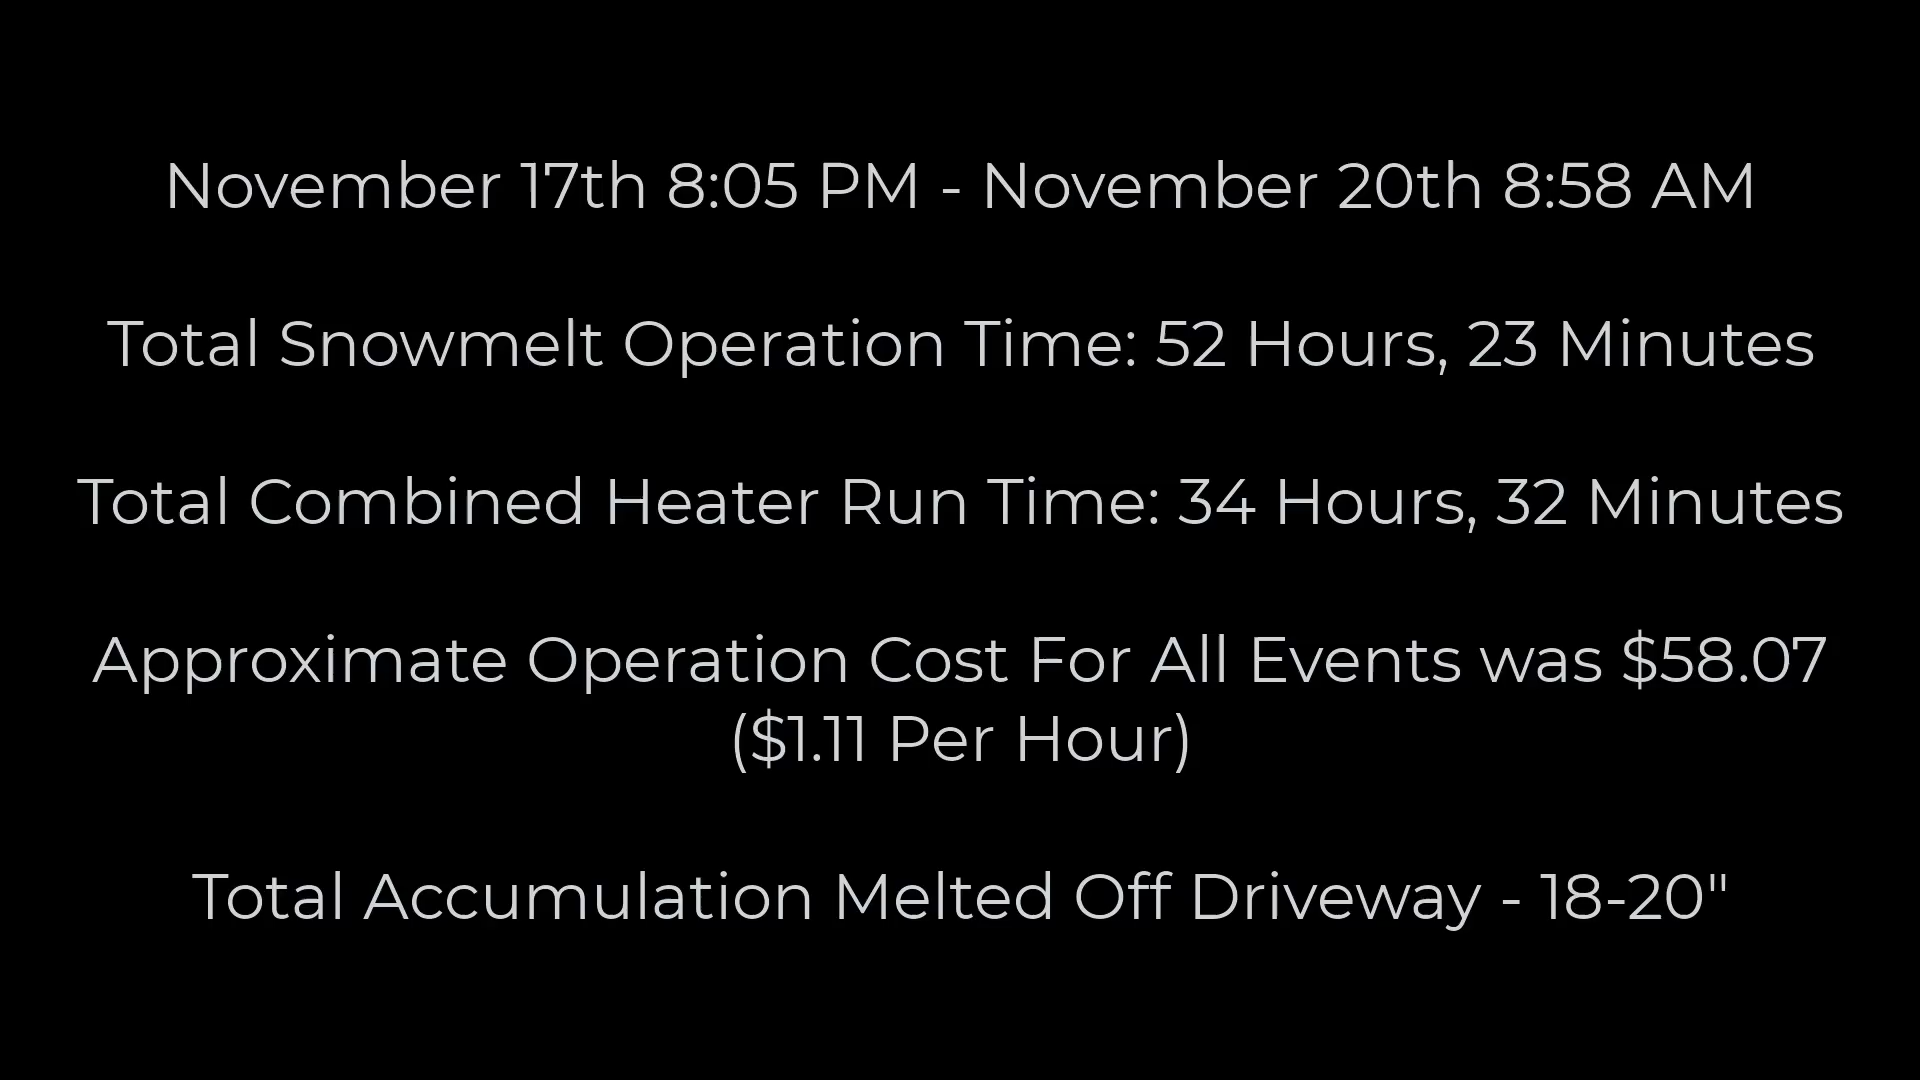 November 17th 8:05 PM - November 20th 8:58 AM
Total Snowmelt Operation Time: 52 Hours, 23 Minutes
Total Combined Heater Run Time: 34 Hours, 32 Minutes
Approximate Operation Cost For All Events was $58.07
($1.11 Per Hour)
Total Accumulation Melted Off Driveway - 18-20"